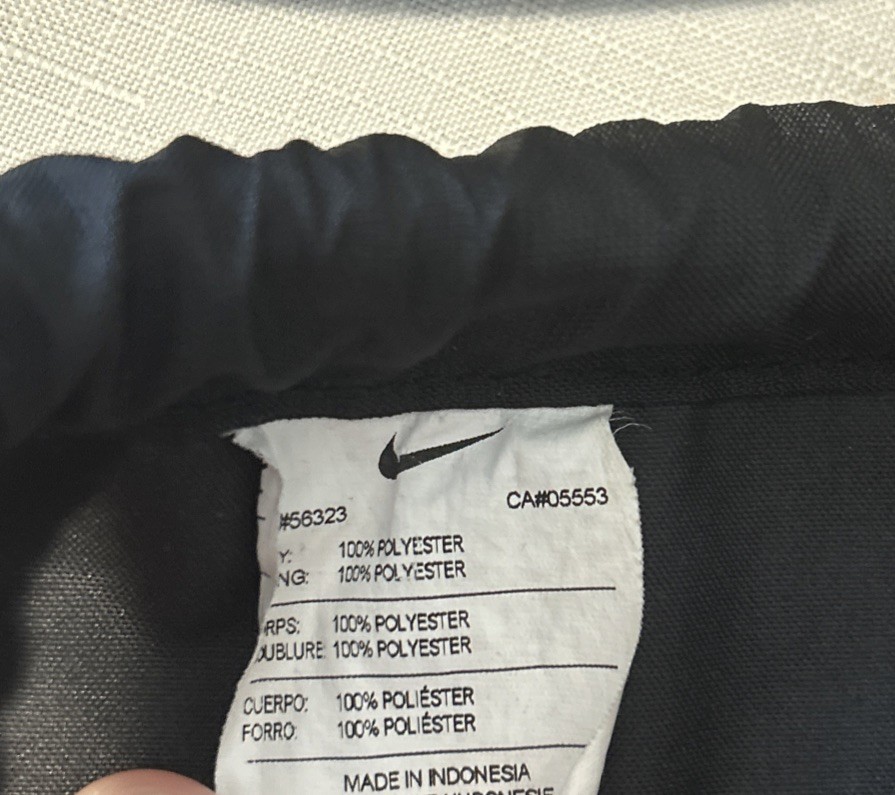 #56323 CA#05553
Y: 100% POLYESTER
NG: 100% POLYESTER
RPS: 100% POLYESTER
OUBLURE: 100% POLYESTER
CUERPO: 100% POLIÉSTER
FORRO: 100% POLIÉSTER
MADE IN INDONESIA